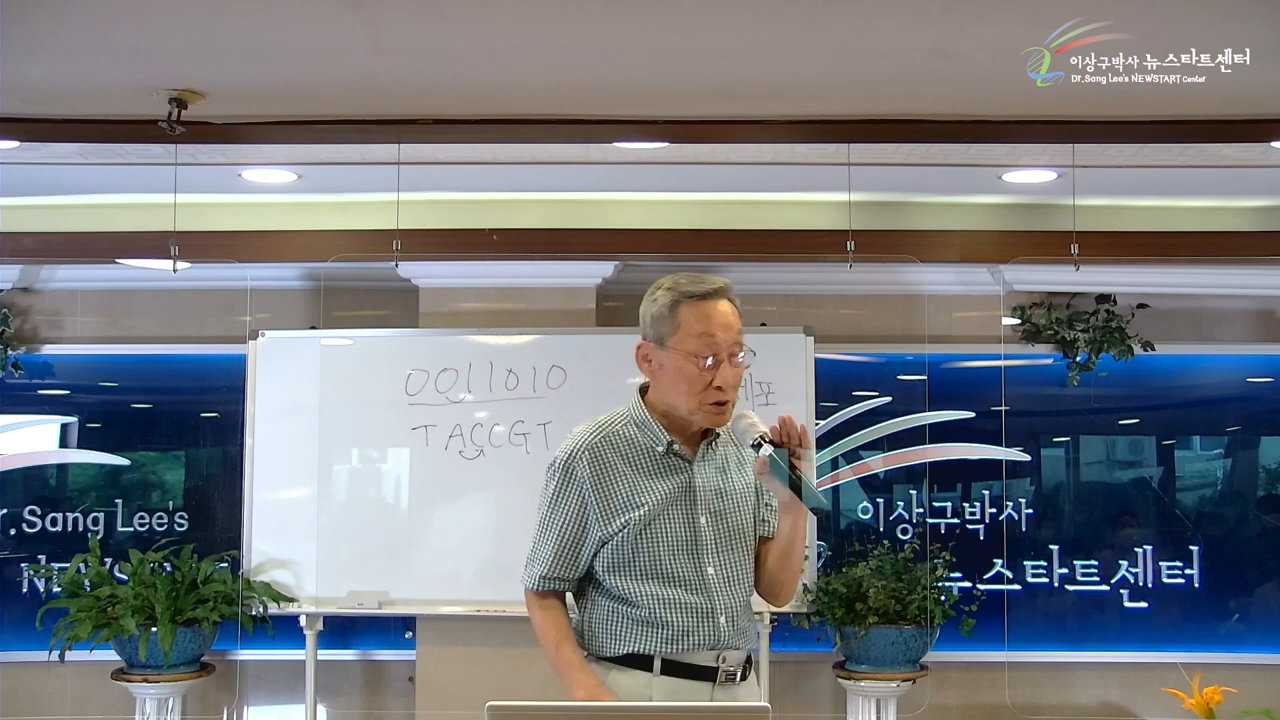 이상구박사 뉴스타트센터
Dr.Sang Lee's NEWSTART Center
0011010
TACCGT
세포
Dr.Sang Lee's
이상구박사
뉴스타트센터